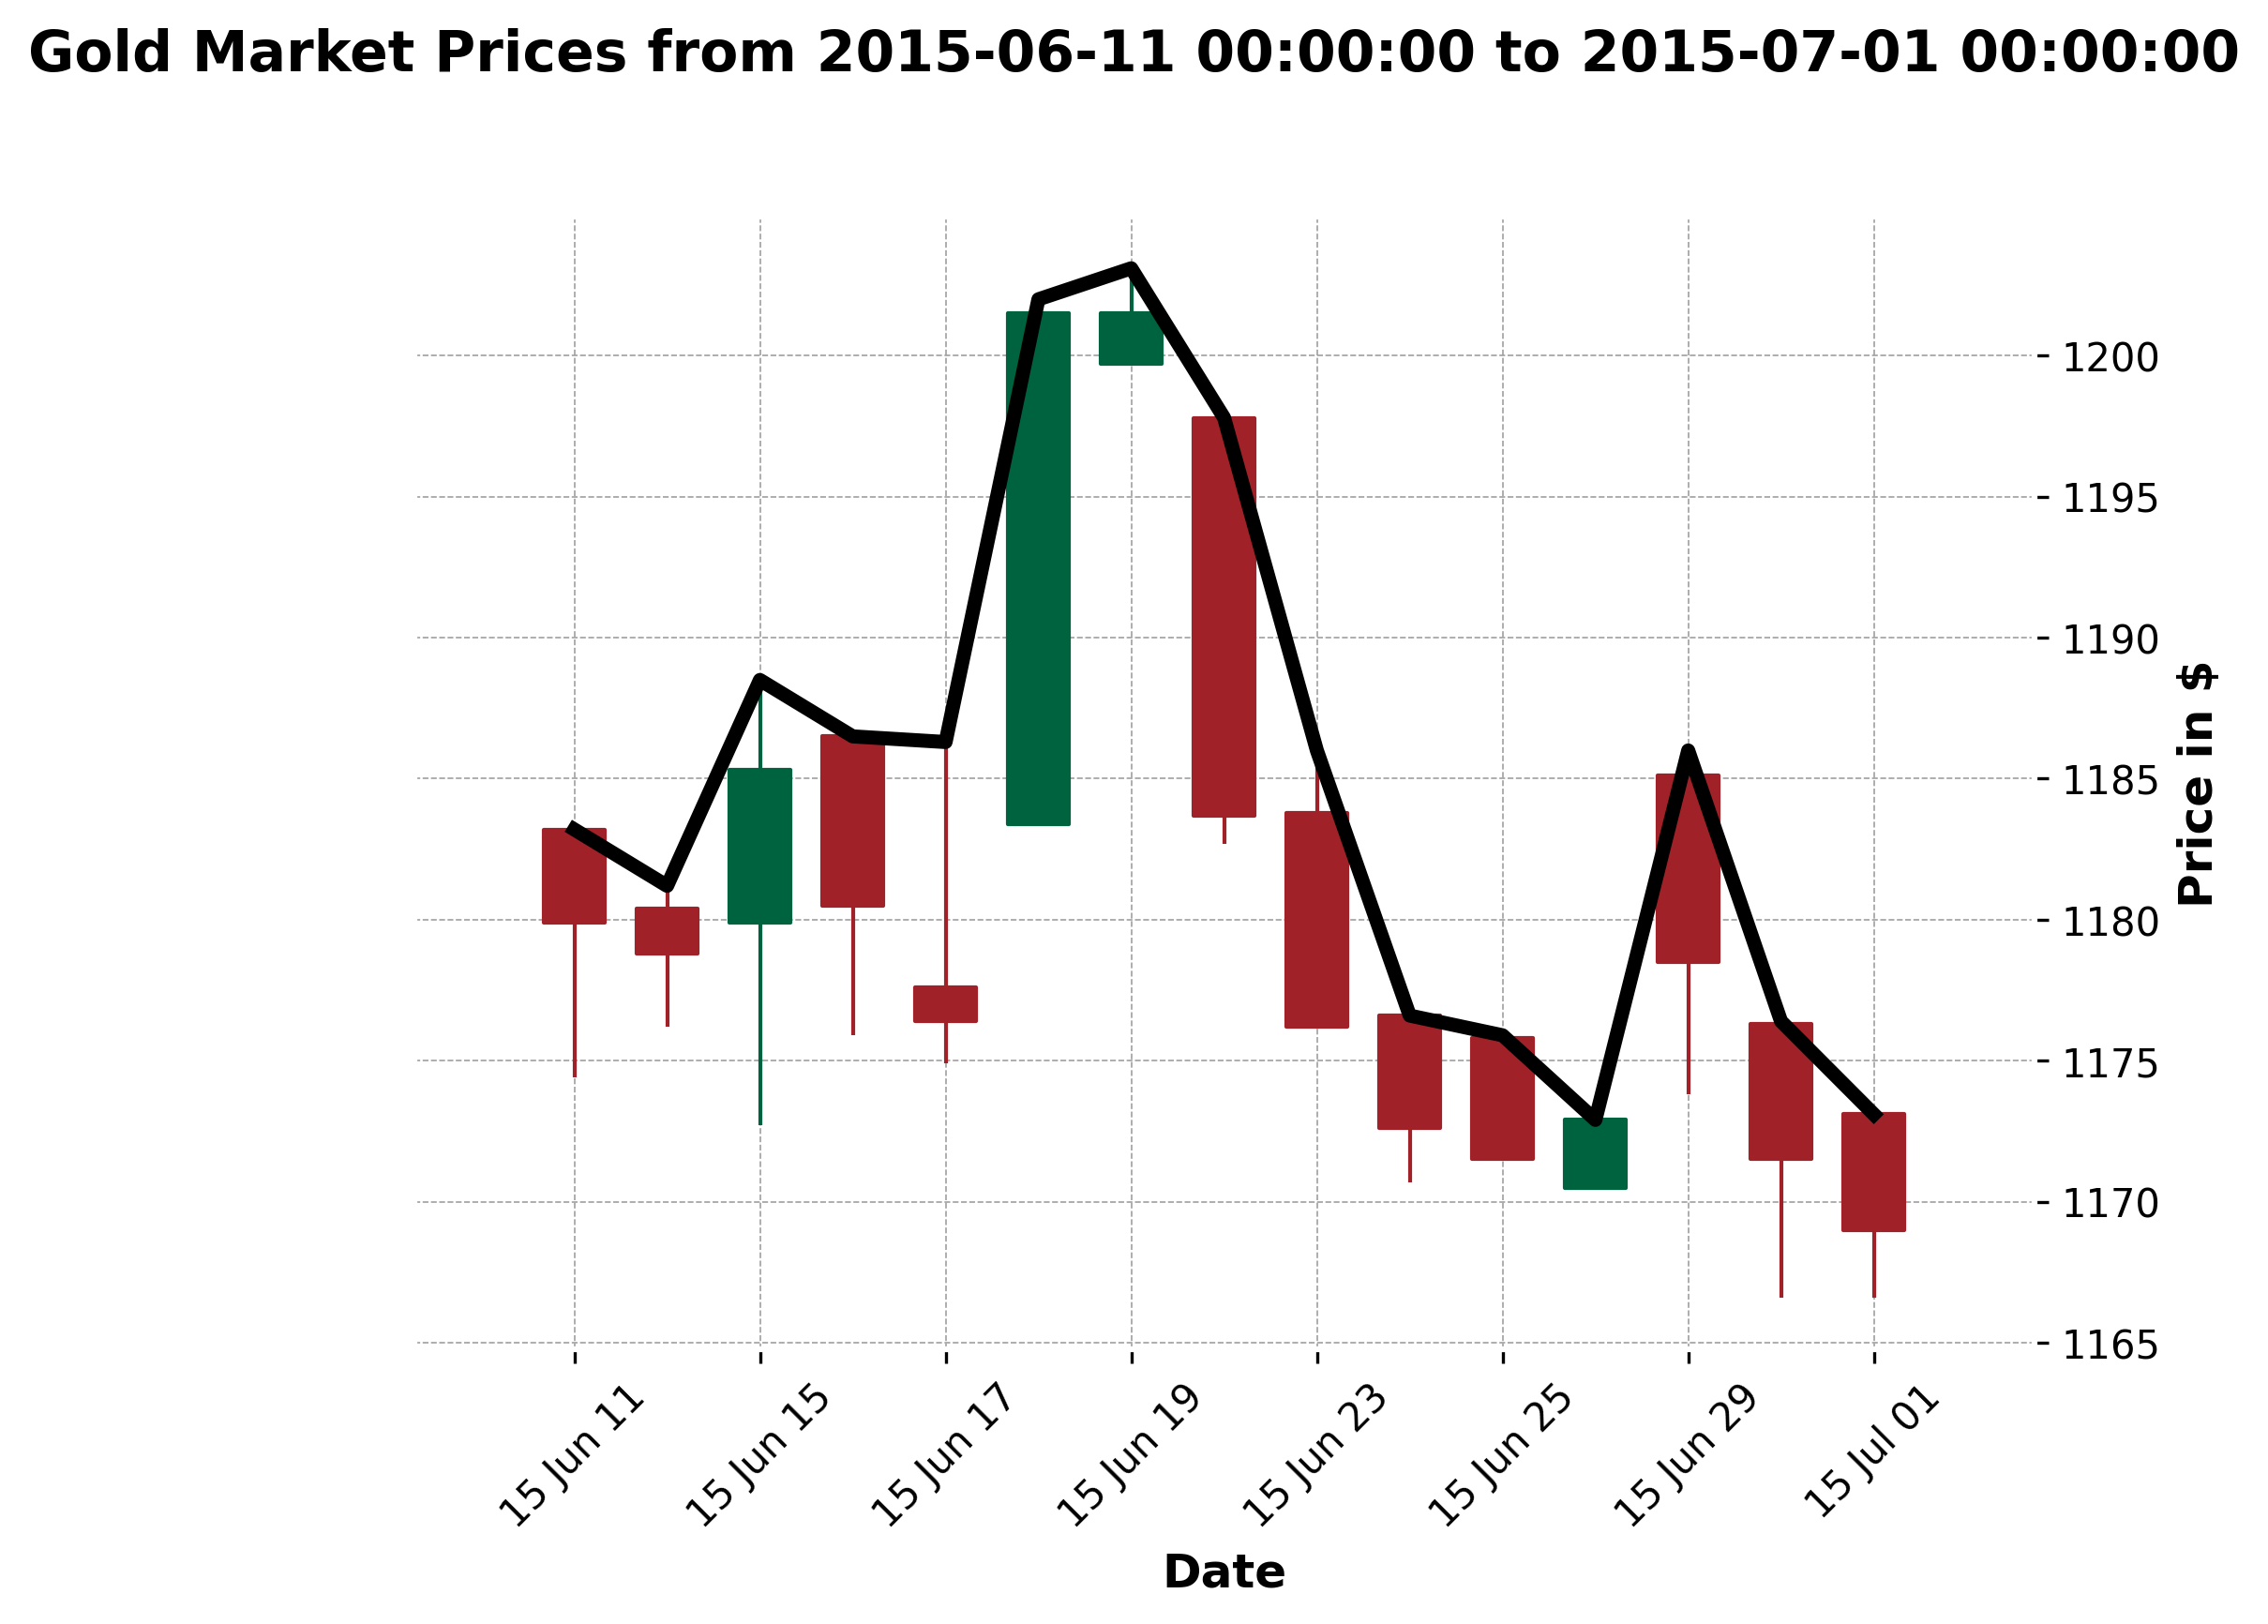 Gold Market Prices from 2015-06-11 00:00:00 to 2015-07-01 00:00:00
1200
1195
1190
1185
1180
1175
1170
1165
Price in $
15 Jun 11
15 Jun 15
15 Jun 17
15 Jun 19
15 Jun 23
15 Jun 25
15 Jun 29
15 Jul 01
Date